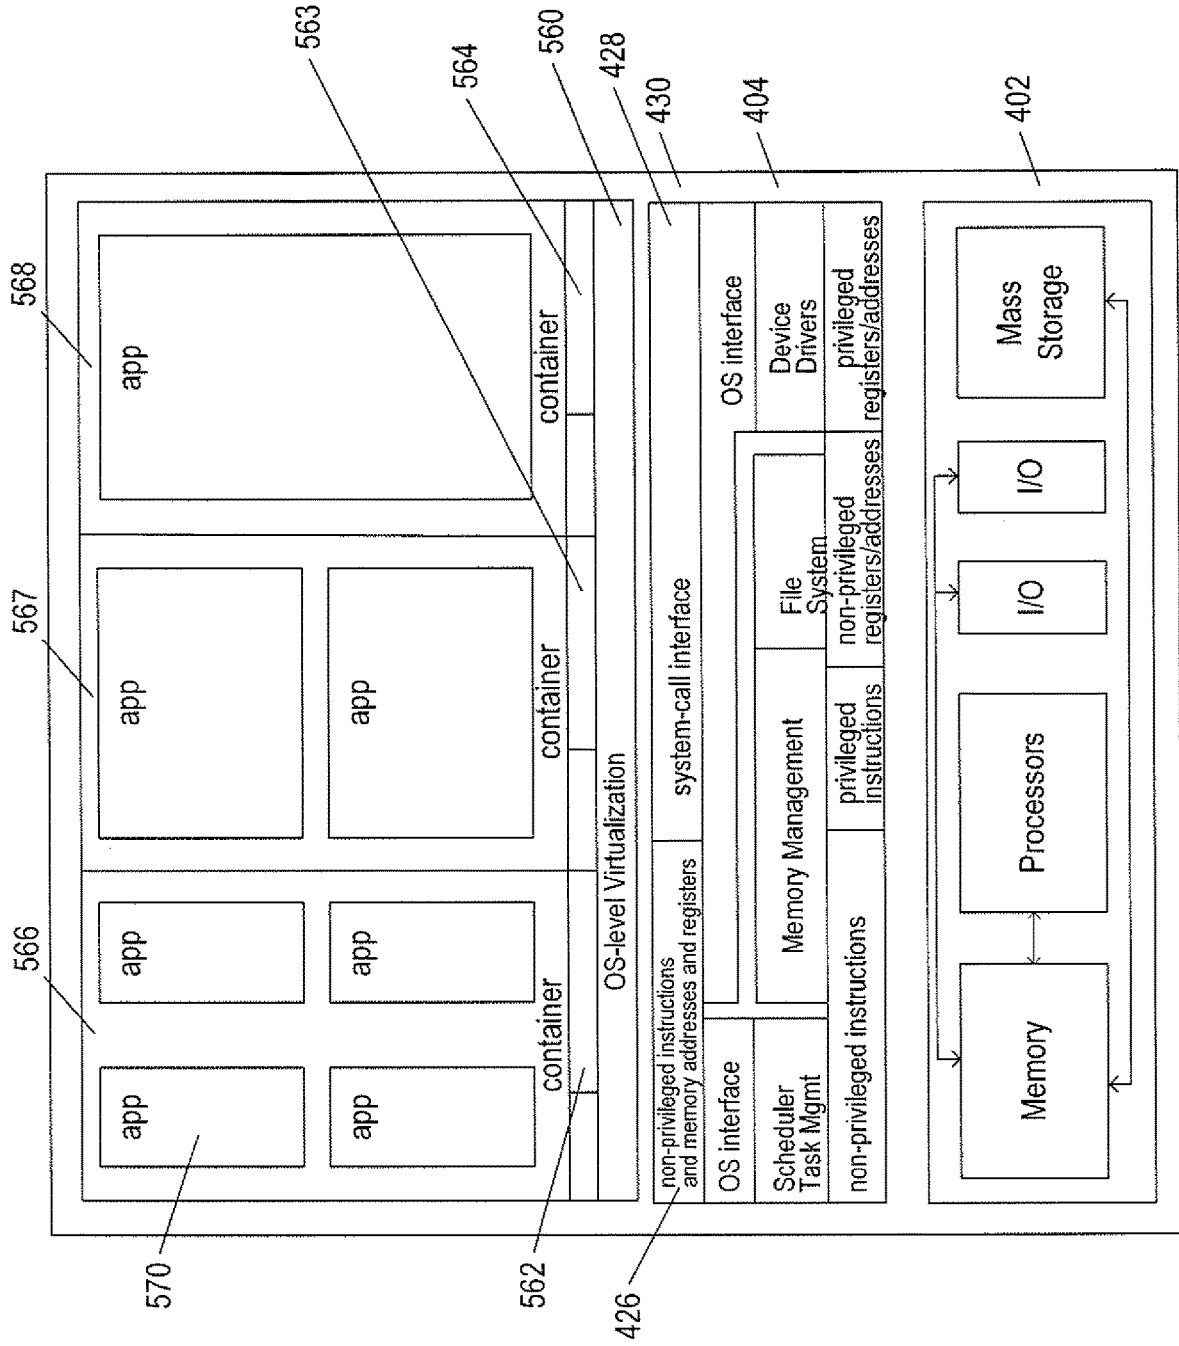 566
567
568
563
564
560
428
430
404
402
570
562
426
app
app
app
app
app
app
app
container
container
container
OS-level Virtualization
non-privileged instructions
and memory addresses and registers
system-call interface
OS interface
OS interface
Scheduler
Task Mgmt
Memory Management
File
System
Device
Drivers
non-privileged instructions
privileged
instructions
non-privileged
registers/addresses
privileged
registers/addresses
Memory
Processors
I/O
I/O
Mass
Storage